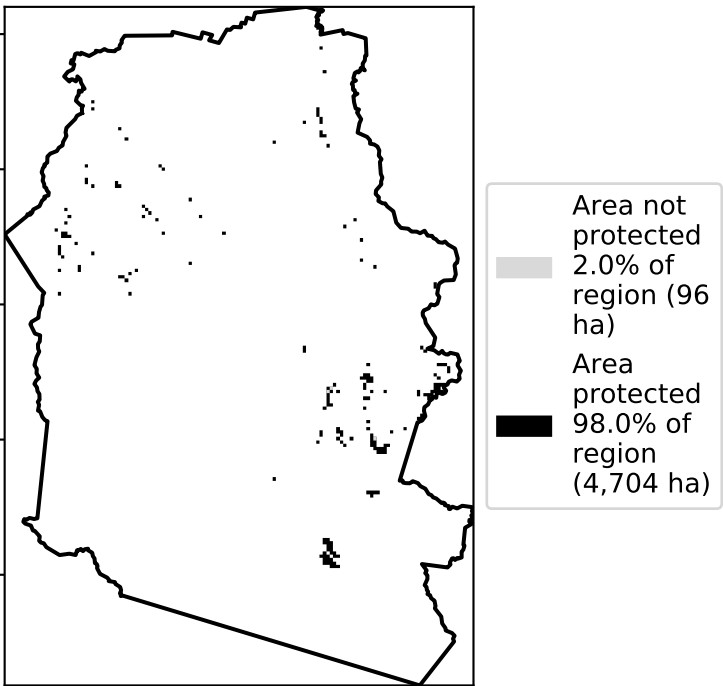 Area not
protected
2.0% of
region (96
ha)
Area
protected
98.0% of
region
(4,704 ha)